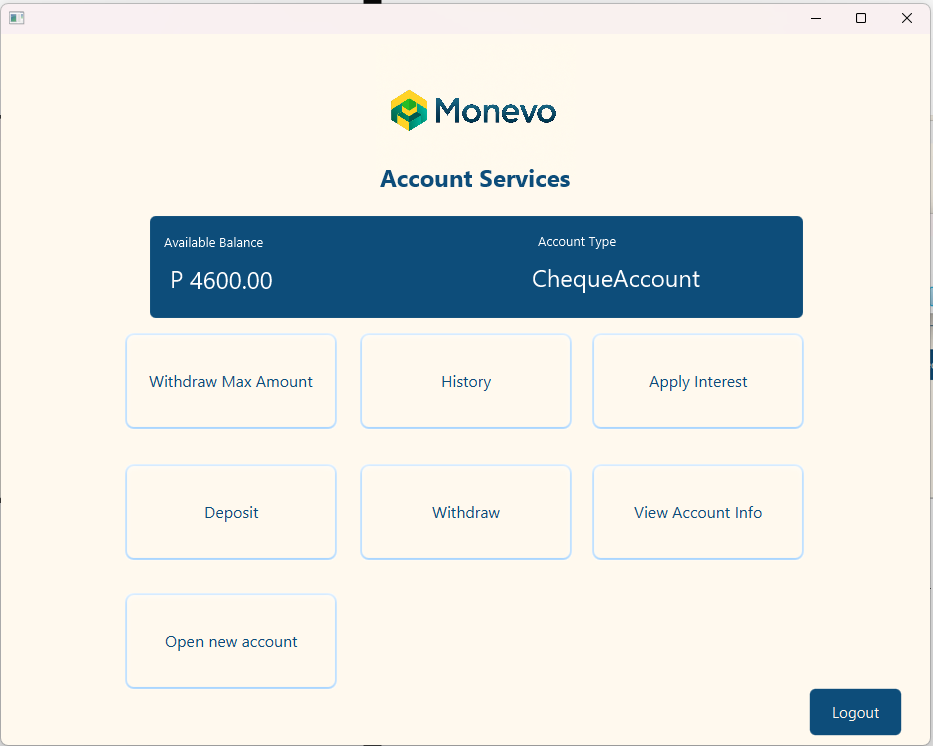 Monevo
Account Services
Available Balance
Account Type
P 4600.00
ChequeAccount
Withdraw Max Amount
History
Apply Interest
Deposit
Withdraw
View Account Info
Open new account
Logout